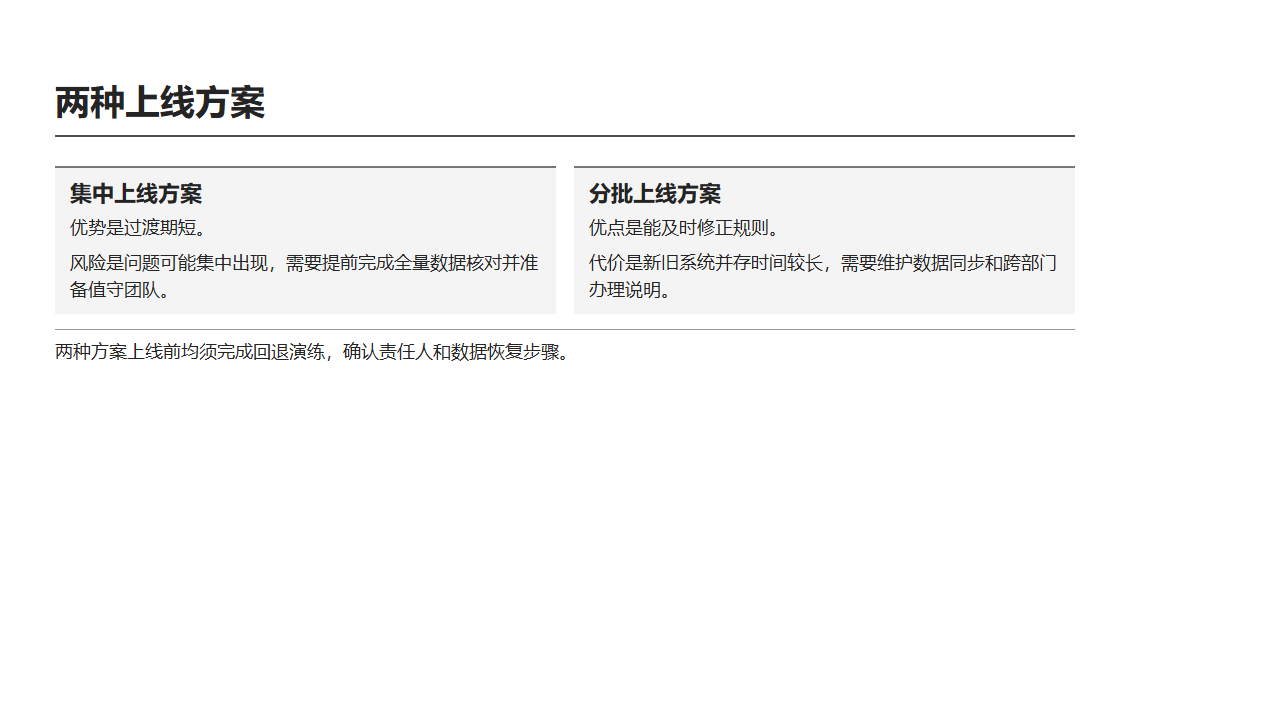 两种上线方案
集中上线方案
优势是过渡期短。
风险是问题可能集中出现，需要提前完成全量数据核对并准
备值守团队。
分批上线方案
优点是能及时修正规则。
代价是新旧系统并存时间较长，需要维护数据同步和跨部门
办理说明。
两种方案上线前均须完成回退演练，确认责任人和数据恢复步骤。